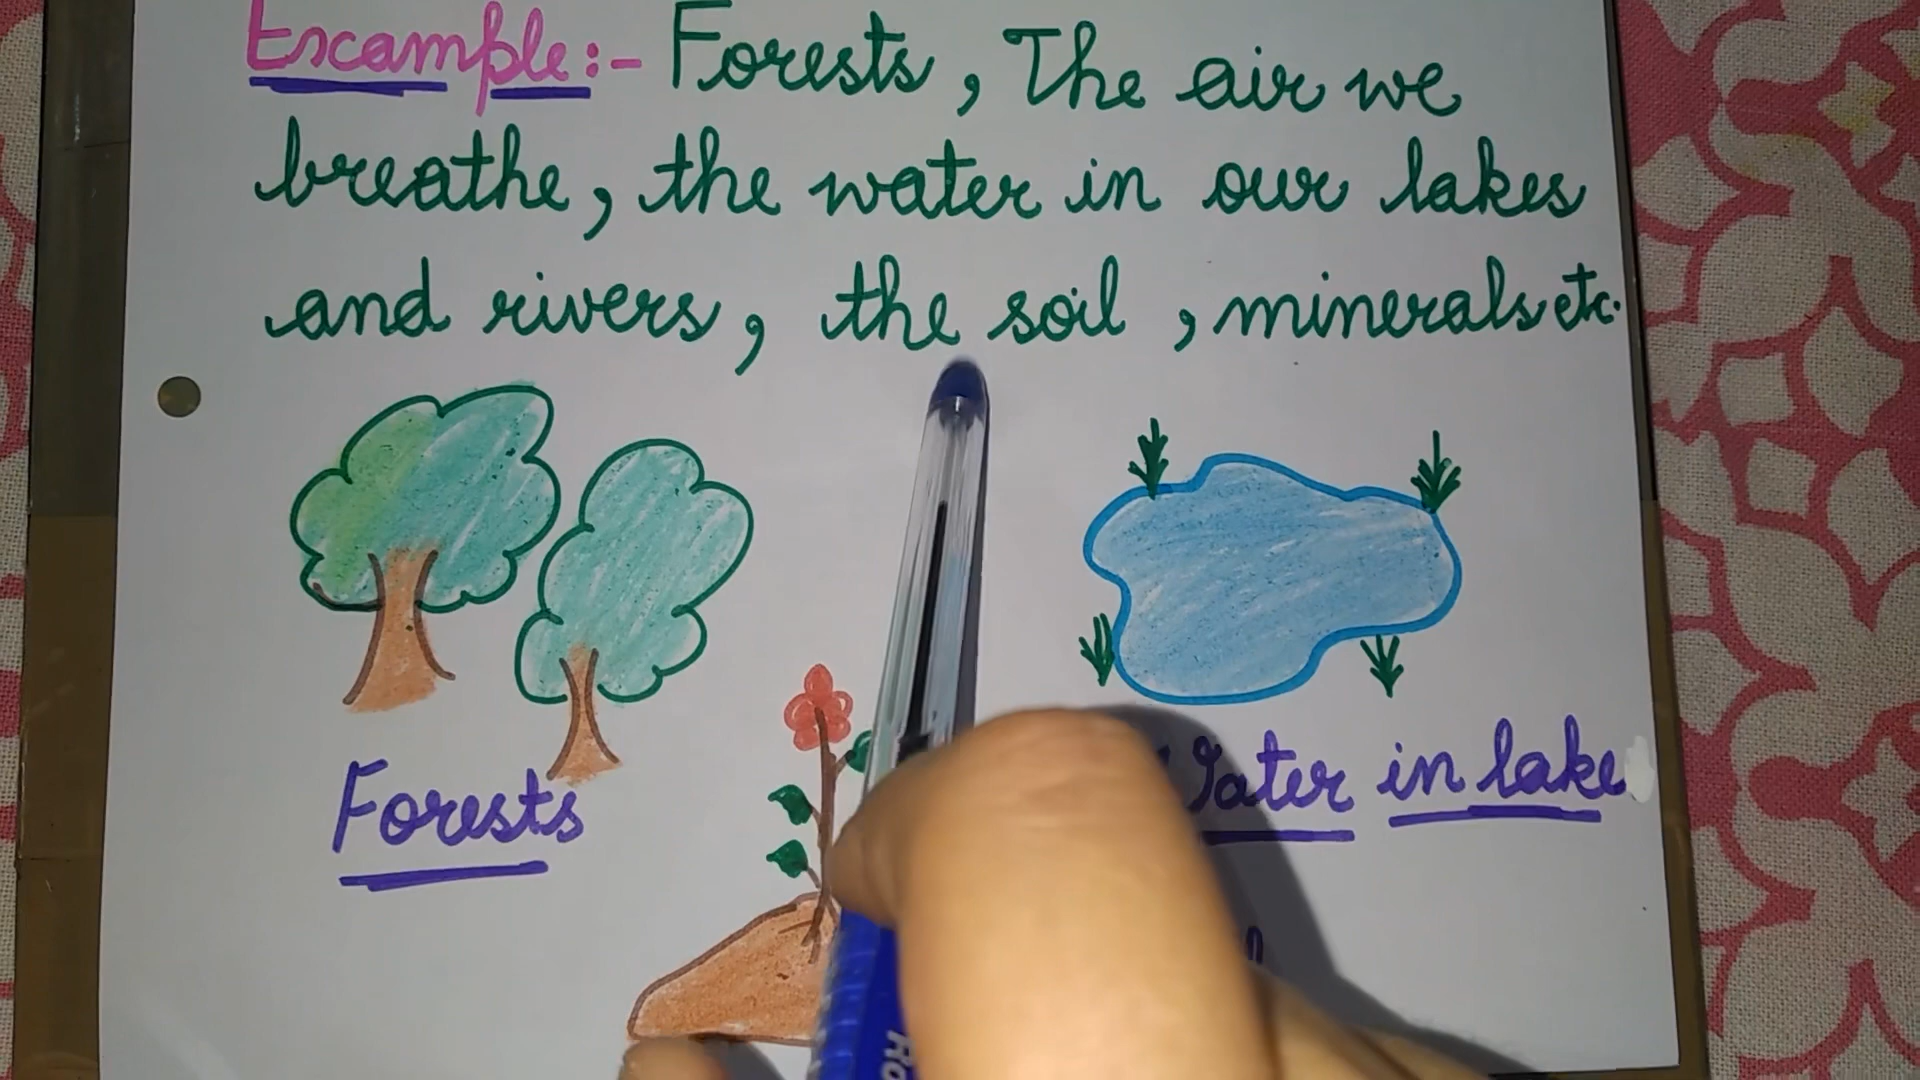 Example:- Forests, The air we
breathe, the water in our lakes
and rivers, the soil, minerals etc.
Forests
Water in lake